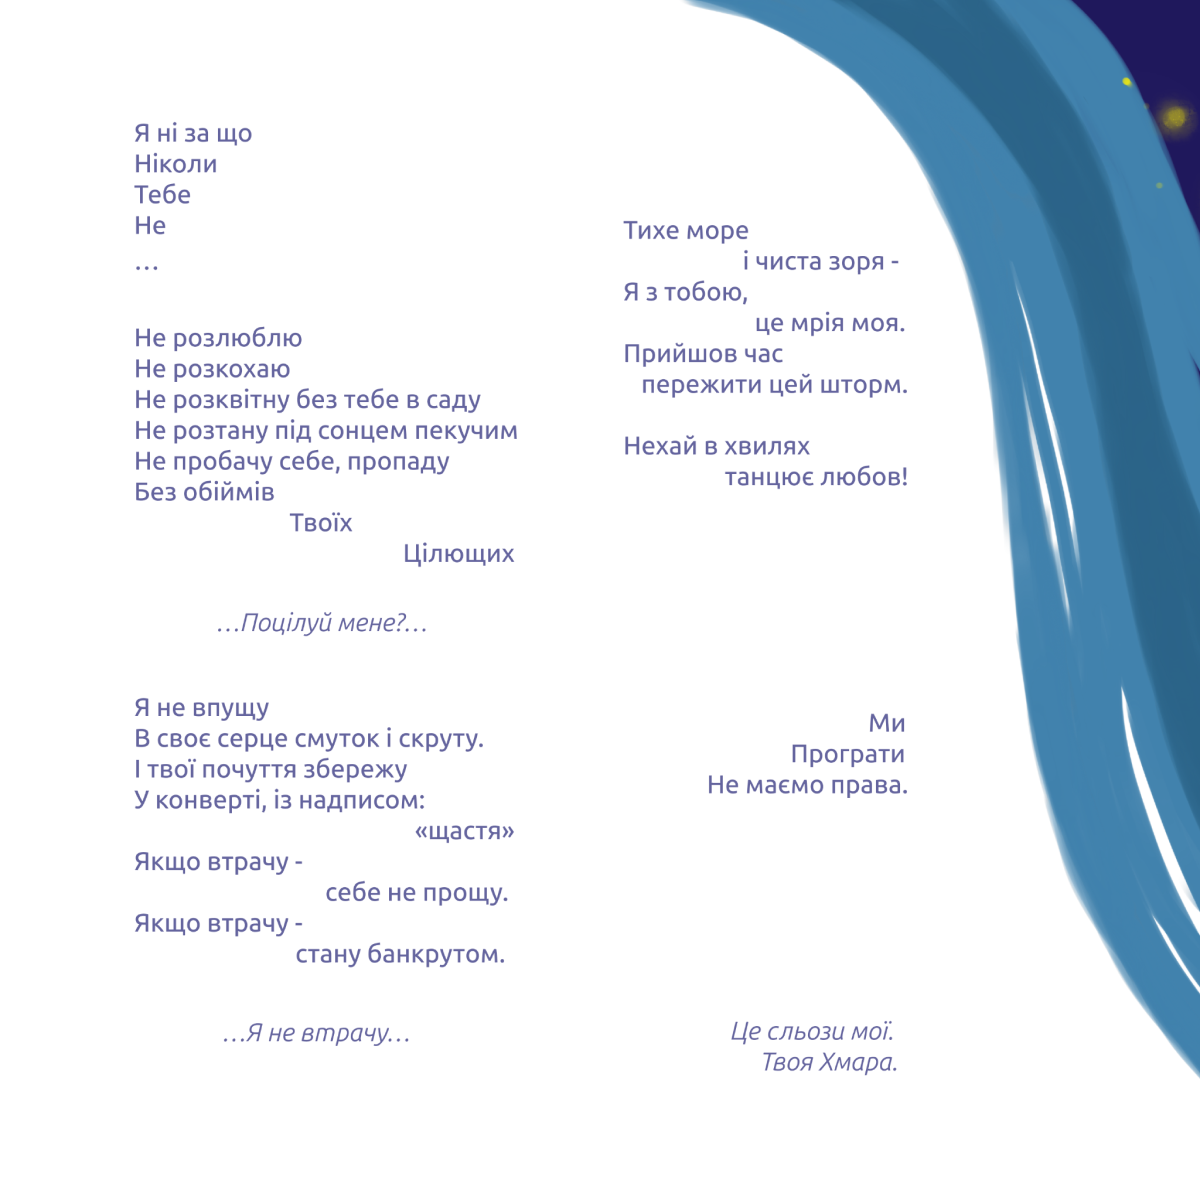 Я ні за що
Ніколи
Тебе
Не
…
Не розлюблю
Не розкохаю
Не розквітну без тебе в саду
Не розтану під сонцем пекучим
Не пробачу себе, пропаду
Без обіймів
Твоїх
Цілющих
…Поцілуй мене?…
Я не впущу
В своє серце смуток і скруту.
І твої почуття збережу
У конверті, із надписом:
«щастя»
Якщо втрачу -
себе не прощу.
Якщо втрачу -
стану банкрутом.
…Я не втрачу…
Тихе море
і чиста зоря -
Я з тобою,
це мрія моя.
Прийшов час
пережити цей шторм.
Нехай в хвилях
танцює любов!
Ми
Програти
Не маємо права.
Це сльози мої.
Твоя Хмара.